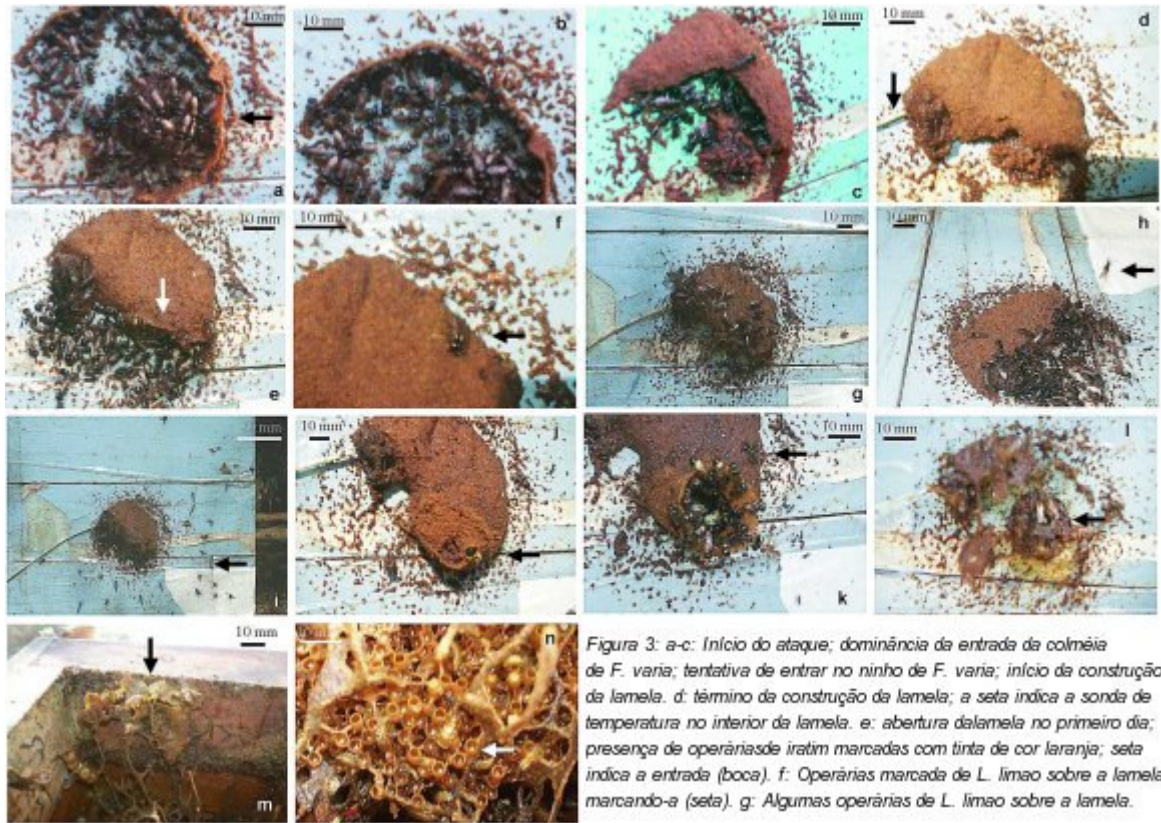 10 mm
a
10 mm
b
10 mm
c
10 mm
d
10 mm
e
10 mm
f
10 mm
g
h
i
10 mm
j
10 mm
k
10 mm
l
10 mm
m
n
Figura 3: a-c: Início do ataque; dominância da entrada da colméia
de F. varia; tentativa de entrar no ninho de F. varia; início da construção
da lamela. d: término da construção da lamela; a seta indica a sonda de
temperatura no interior da lamela. e: abertura dalamela no primeiro dia;
presença de operàriasde iratim marcadas com tinta de cor laranja; seta
indica a entrada (boca). f: Operárias marcada de L. limao sobre a lamela
marcando-a (seta). g: Algumas operárias de L. limao sobre a lamela.